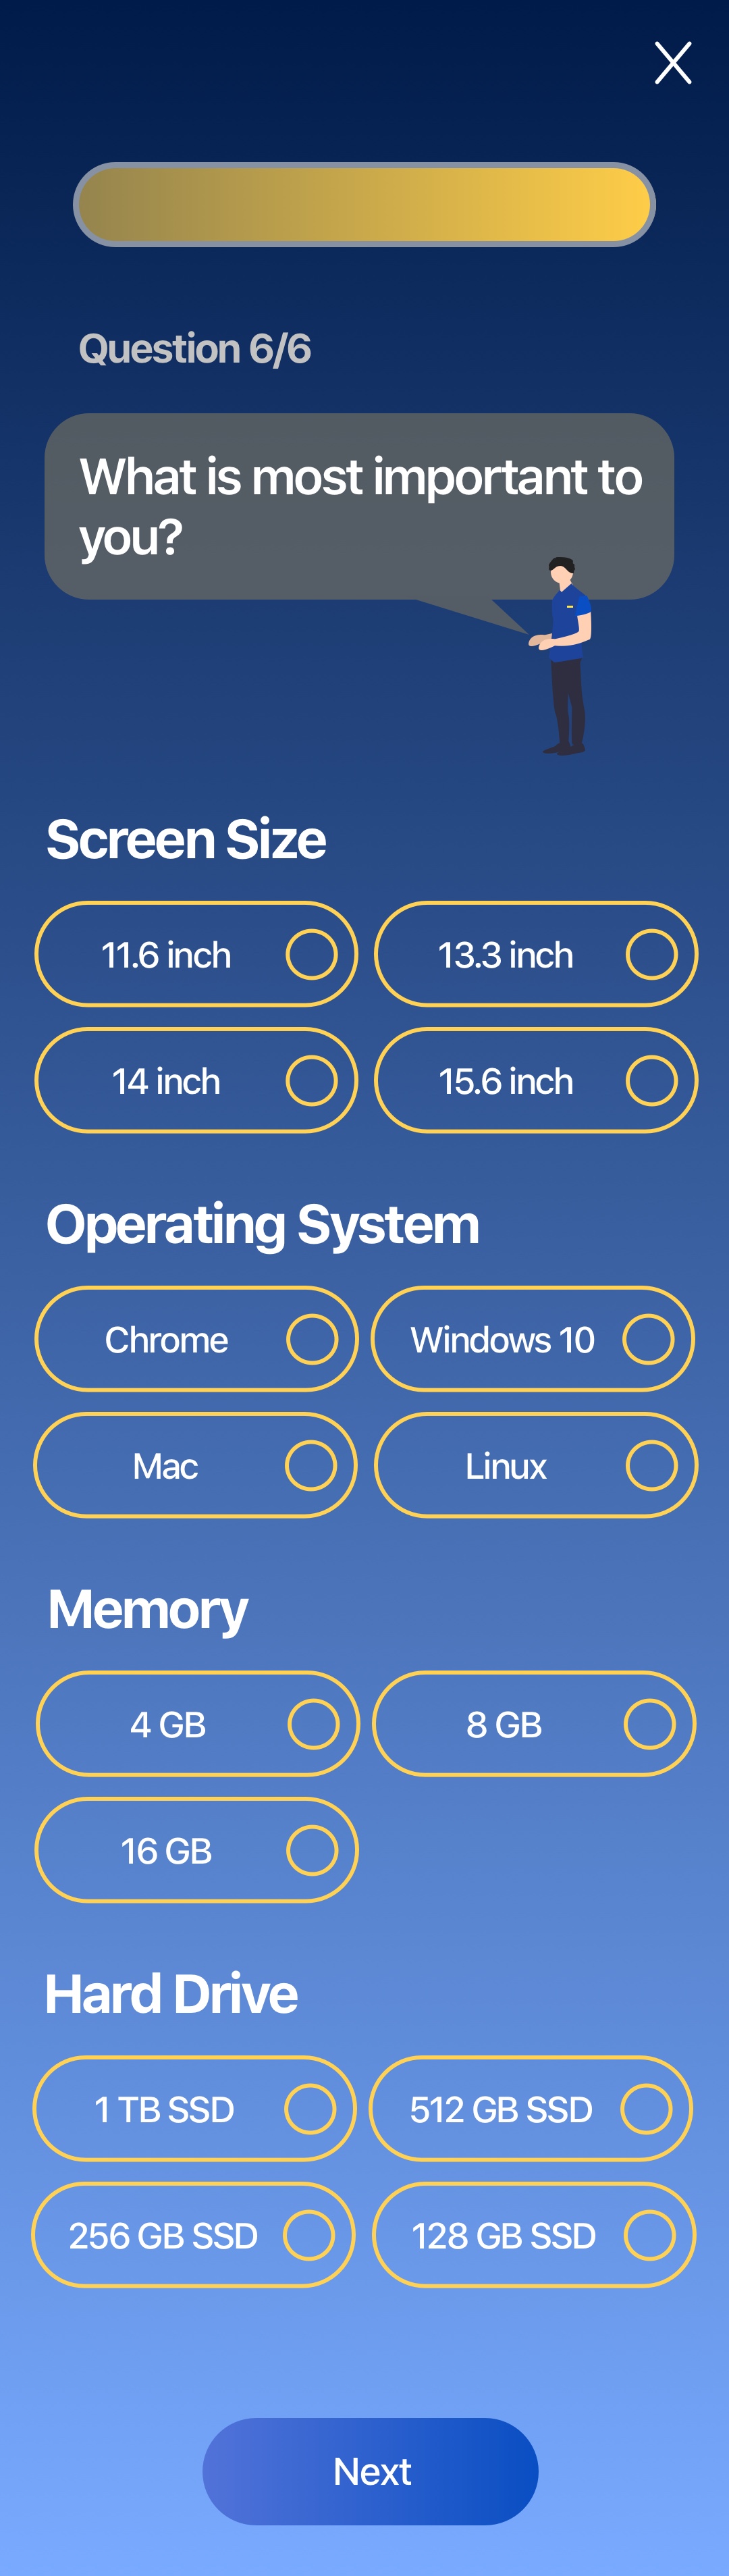 Question 6/6
What is most important to
you?
Screen Size
11.6 inch
13.3 inch
14 inch
15.6 inch
Operating System
Chrome
Windows 10
Mac
Linux
Memory
4 GB
8 GB
16 GB
Hard Drive
1 TB SSD
512 GB SSD
256 GB SSD
128 GB SSD
Next